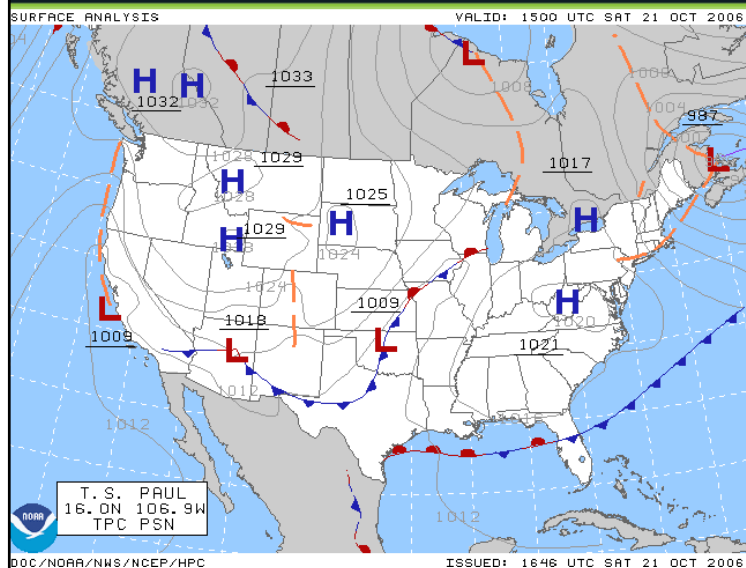 SURFACE ANALYSIS
VALID: 1500 UTC SAT 21 OCT 2006
1033
H
H
1032
1032
L
1008
1008
1004
987
1000
L
1028
1029
H
1028
1017
1025
H
1024
H
1029
1028
H
1024
1009
L
1009
L
1018
L
1012
H
1020
1021
1012
1012
T.S. PAUL
16.0N 106.9W
TPC PSN
NOAA
DOC/NOAA/NWS/NCEP/HPC
ISSUED: 1646 UTC SAT 21 OCT 2006